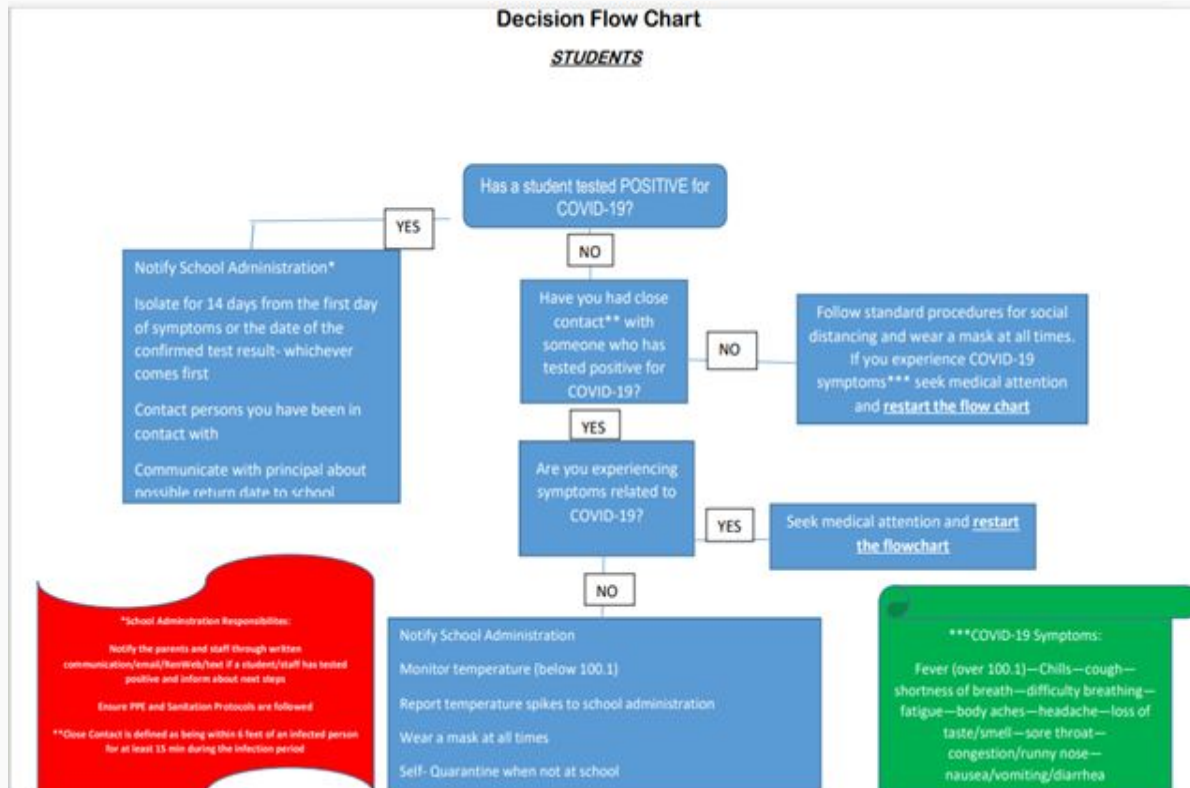 Decision Flow Chart
STUDENTS
Has a student tested POSITIVE for
COVID-19?
YES
NO
Notify School Administration*
Isolate for 14 days from the first day
of symptoms or the date of the
confirmed test result- whichever
comes first
Contact persons you have been in
contact with
Communicate with principal about
possible return date to school
Have you had close
contact** with
someone who has
tested positive for
COVID-19?
NO
Follow standard procedures for social
distancing and wear a mask at all times.
If you experience COVID-19
symptoms*** seek medical attention
and restart the flow chart
YES
Are you experiencing
symptoms related to
COVID-19?
YES
Seek medical attention and restart
the flowchart
NO
*School Adminstration Responsibilites:
Notify the parents and staff through written
communication/email/RenWeb/text if a student/staff has tested
positive and inform about next steps
Ensure PPE and Sanitation Protocols are followed
**Close Contact is defined as being within 6 feet of an infected person
for at least 15 min during the infection period
Notify School Administration
Monitor temperature (below 100.1)
Report temperature spikes to school administration
Wear a mask at all times
Self- Quarantine when not at school
***COVID-19 Symptoms:
Fever (over 100.1)—Chills—cough—
shortness of breath—difficulty breathing—
fatigue—body aches—headache—loss of
taste/smell—sore throat—
congestion/runny nose—
nausea/vomiting/diarrhea